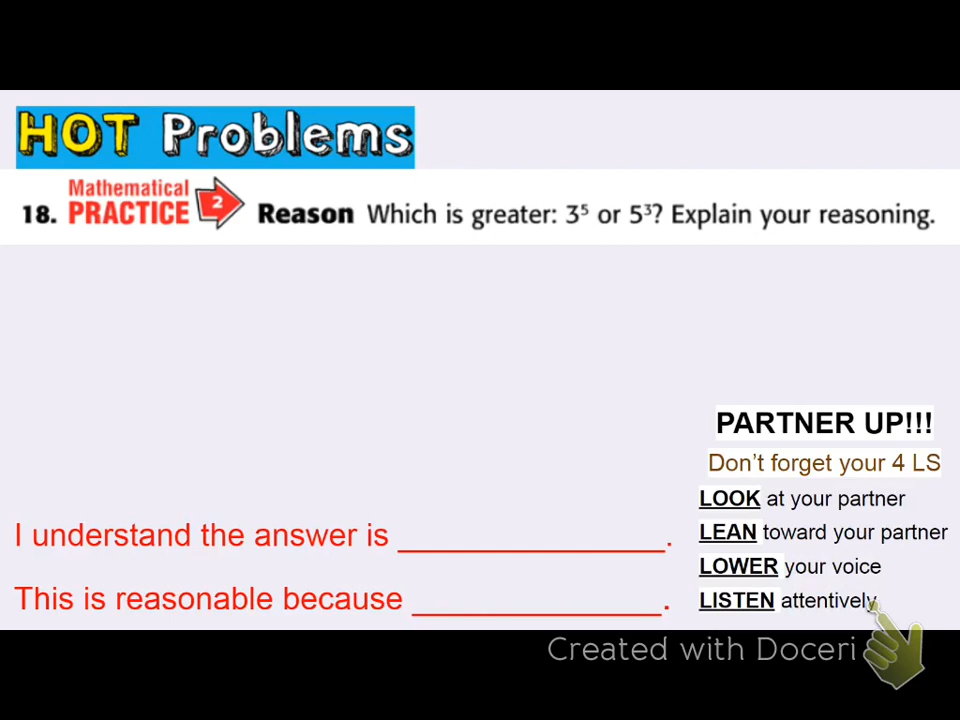 HOT Problems
18. Mathematical PRACTICE 2 Reason Which is greater: 3⁵ or 5³? Explain your reasoning.
PARTNER UP!!!
Don't forget your 4 LS
LOOK at your partner
LEAN toward your partner
LOWER your voice
LISTEN attentively
I understand the answer is _______________.
This is reasonable because ______________.
Created with Doceri